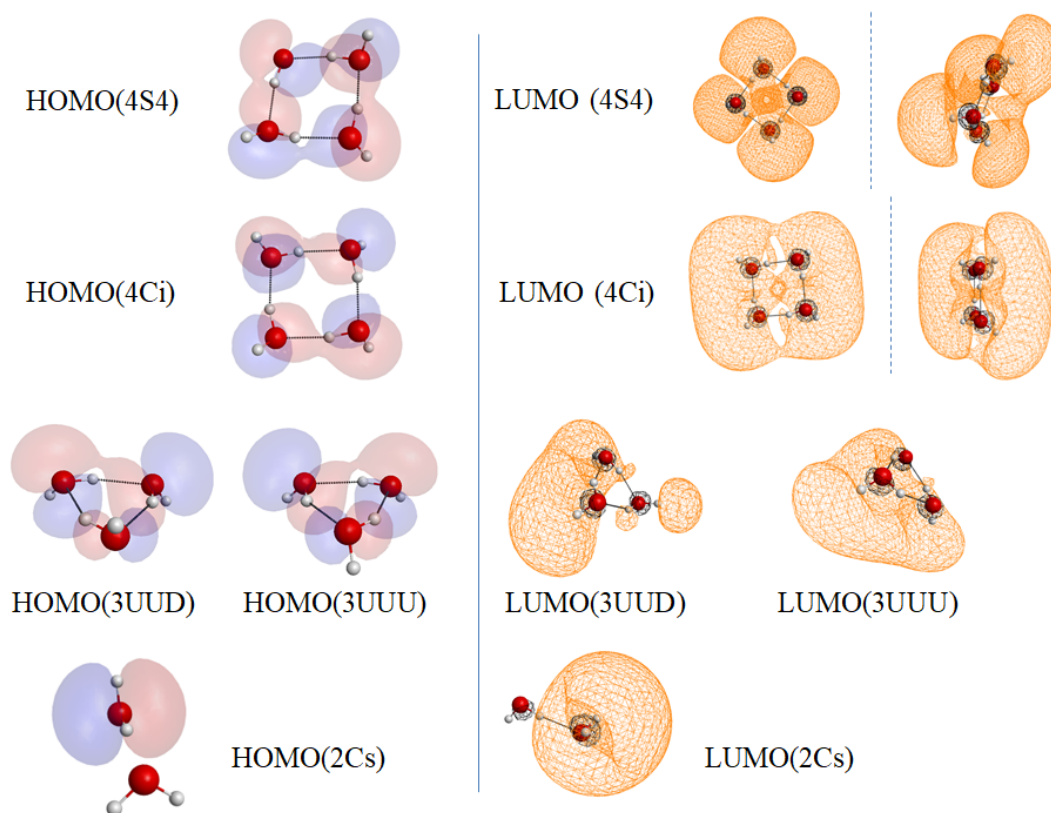 HOMO(4S4)
LUMO (4S4)
HOMO(4Ci)
LUMO (4Ci)
HOMO(3UUD)
HOMO(3UUU)
LUMO(3UUD)
LUMO(3UUU)
HOMO(2Cs)
LUMO(2Cs)